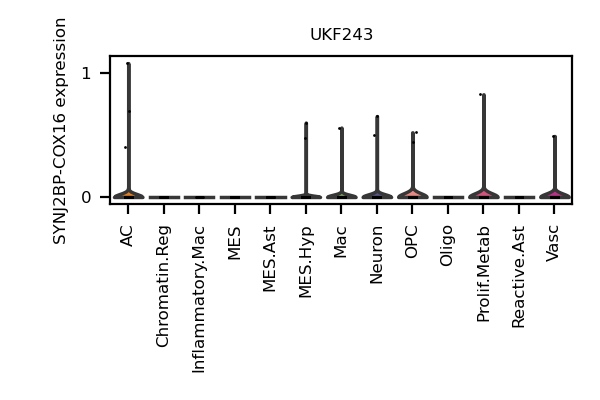 UKF243
SYNJ2BP-COX16 expression
1
0
AC
Chromatin.Reg
Inflammatory.Mac
MES
MES.Ast
MES.Hyp
Mac
Neuron
OPC
Oligo
Prolif.Metab
Reactive.Ast
Vasc